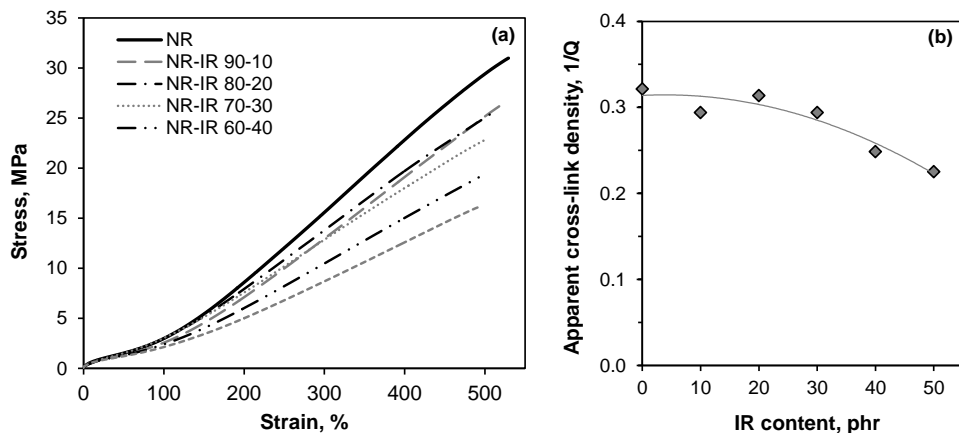 35
30
25
20
15
10
5
0
Stress, MPa
0
100
200
300
400
500
Strain, %
(a)
NR
NR-IR 90-10
NR-IR 80-20
NR-IR 70-30
NR-IR 60-40
0.4
0.3
0.2
0.1
0.0
Apparent cross-link density, 1/Q
0
10
20
30
40
50
IR content, phr
(b)